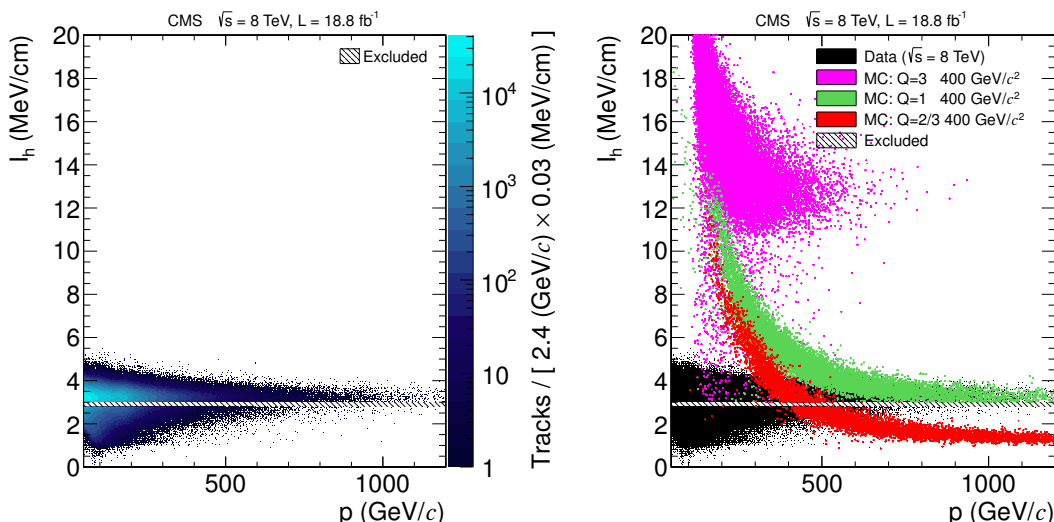 CMS √s = 8 TeV, L = 18.8 fb⁻¹
I_h (MeV/cm)
20
18
16
14
12
10
8
6
4
2
0
Excluded
500
1000
p (GeV/c)
10⁴
10³
10²
10
1
Tracks / [ 2.4 (GeV/c) × 0.03 (MeV/cm) ]
CMS √s = 8 TeV, L = 18.8 fb⁻¹
I_h (MeV/cm)
20
18
16
14
12
10
8
6
4
2
0
Data (√s = 8 TeV)
MC: Q=3 400 GeV/c²
MC: Q=1 400 GeV/c²
MC: Q=2/3 400 GeV/c²
Excluded
500
1000
p (GeV/c)